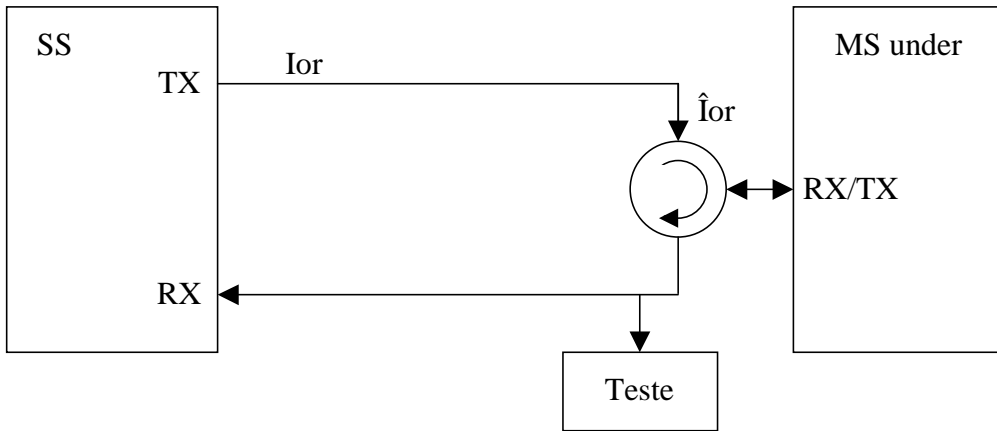 SS
MS under
TX
Ior
Îor
RX/TX
RX
Teste